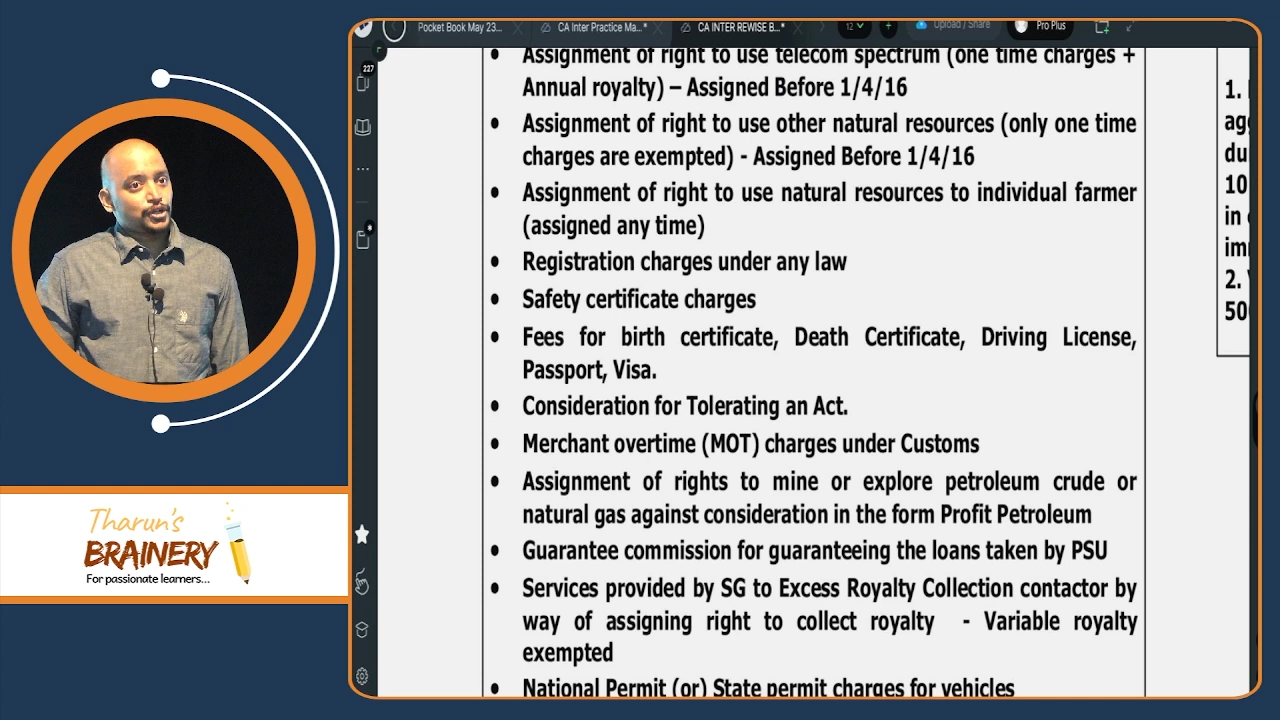 Pocket Book May 23...
CA Inter Practice Ma...*
CA INTER REWISE B...*
12
Upload / Share
Pro Plus
227
Assignment of right to use telecom spectrum (one time charges +
Annual royalty) – Assigned Before 1/4/16
• Assignment of right to use other natural resources (only one time
charges are exempted) - Assigned Before 1/4/16
• Assignment of right to use natural resources to individual farmer
(assigned any time)
• Registration charges under any law
• Safety certificate charges
• Fees for birth certificate, Death Certificate, Driving License,
Passport, Visa.
• Consideration for Tolerating an Act.
• Merchant overtime (MOT) charges under Customs
• Assignment of rights to mine or explore petroleum crude or
natural gas against consideration in the form Profit Petroleum
• Guarantee commission for guaranteeing the loans taken by PSU
• Services provided by SG to Excess Royalty Collection contactor by
way of assigning right to collect royalty - Variable royalty
exempted
• National Permit (or) State permit charges for vehicles
1.
du
10
in
2.
Tharun's
BRAINERY
For passionate learners...